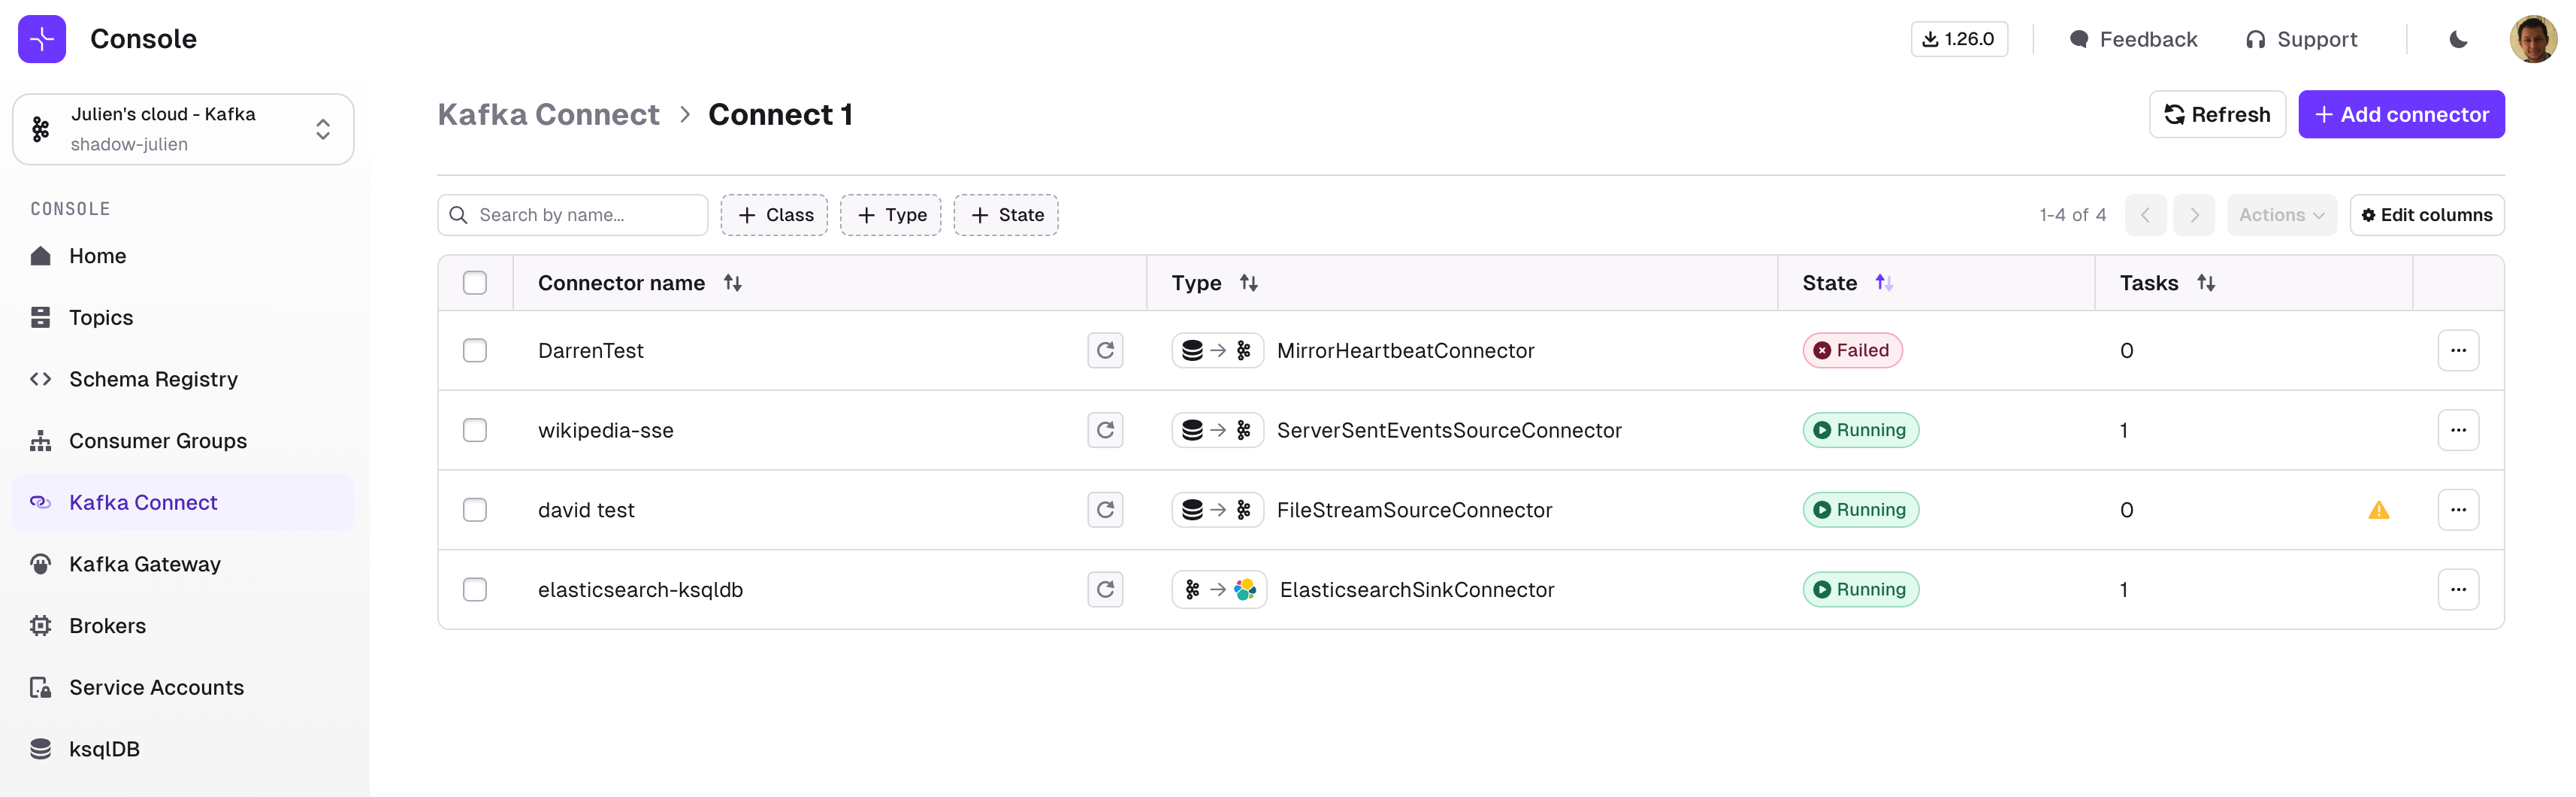 Console
1.26.0
Feedback
Support
Julien's cloud - Kafka
shadow-julien
CONSOLE
Home
Topics
Schema Registry
Consumer Groups
Kafka Connect
Kafka Gateway
Brokers
Service Accounts
ksqlDB
Kafka Connect > Connect 1
Refresh
+ Add connector
Search by name...
+ Class
+ Type
+ State
1-4 of 4
Actions
Edit columns
Connector name Type State Tasks
DarrenTest MirrorHeartbeatConnector Failed 0
wikipedia-sse ServerSentEventsSourceConnector Running 1
david test FileStreamSourceConnector Running 0
elasticsearch-ksqldb ElasticsearchSinkConnector Running 1